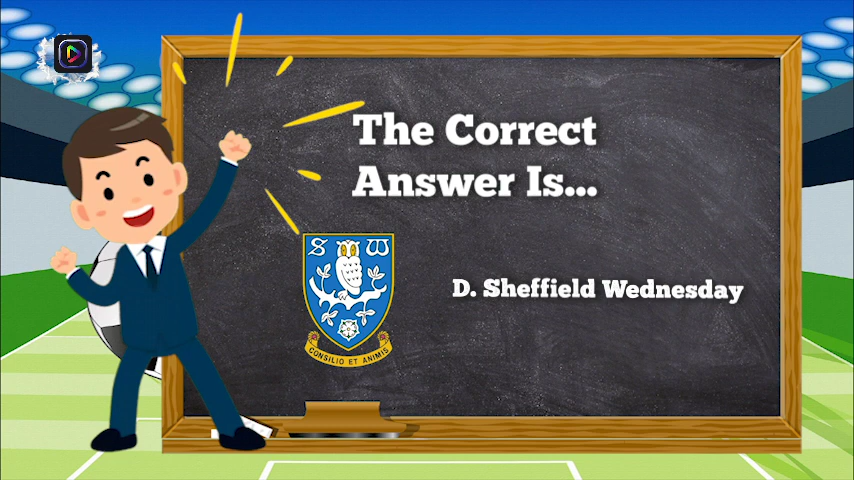 The Correct
Answer Is...
S W
D. Sheffield Wednesday
CONSILIO ET ANIMIS